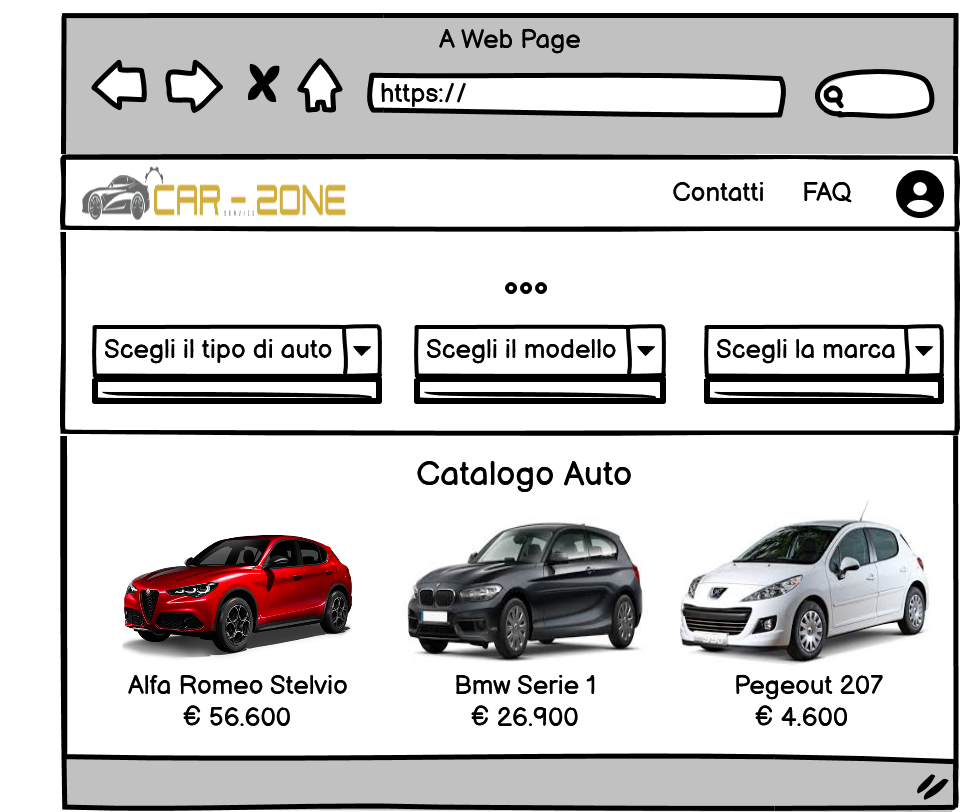 A Web Page
https://
CAR - ZONE
SERVICE
Contatti FAQ
Scegli il tipo di auto Scegli il modello Scegli la marca
Catalogo Auto
Alfa Romeo Stelvio Bmw Serie 1 Pegeout 207
€ 56.600 € 26.900 € 4.600